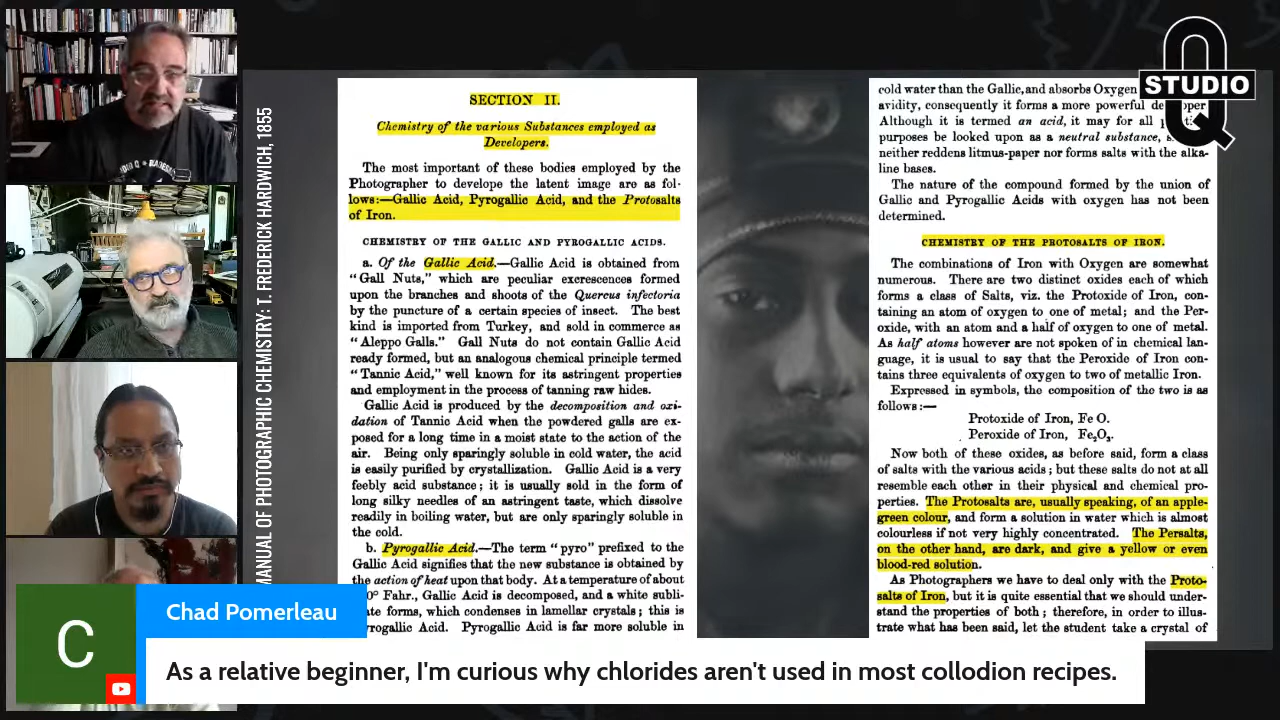 MANUAL OF PHOTOGRAPHIC CHEMISTRY: T. FREDERICK HARDWICH, 1855
SECTION II.
Chemistry of the various Substances employed as
Developers.
The most important of these bodies employed by the
Photographer to develope the latent image are as fol-
lows:—Gallic Acid, Pyrogallic Acid, and the Protosalts
of Iron.
CHEMISTRY OF THE GALLIC AND PYROGALLIC ACIDS.
a. Of the Gallic Acid.—Gallic Acid is obtained from
“Gall Nuts,” which are peculiar excrescences formed
upon the branches and shoots of the Quercus infectoria
by the puncture of a certain species of insect. The best
kind is imported from Turkey, and sold in commerce as
“Aleppo Galls.” Gall Nuts do not contain Gallic Acid
ready formed, but an analogous chemical principle termed
“Tannic Acid,” well known for its astringent properties
and employment in the process of tanning raw hides.
Gallic Acid is produced by the decomposition and oxi-
dation of Tannic Acid when the powdered galls are ex-
posed for a long time in a moist state to the action of the
air. Being only sparingly soluble in cold water, the acid
is easily purified by crystallization. Gallic Acid is a very
feebly acid substance; it is usually sold in the form of
long silky needles of an astringent taste, which dissolve
readily in boiling water, but are only sparingly soluble in
the cold.
b. Pyrogallic Acid.—The term “pyro” prefixed to the
Gallic Acid signifies that the new substance is obtained by
the action of heat upon that body. At a temperature of about
0° Fahr., Gallic Acid is decomposed, and a white subli-
forms, which condenses in lamellar crystals; this is
Pyrogallic Acid is far more soluble in
cold water than the Gallic, and absorbs Oxygen
avidity, consequently it forms a more powerful
Although it is termed an acid, it may for all
purposes be looked upon as a neutral substance,
neither reddens litmus-paper nor forms salts with the alka-
line bases.
The nature of the compound formed by the union of
Gallic and Pyrogallic Acids with oxygen has not been
determined.
CHEMISTRY OF THE PROTOSALTS OF IRON.
The combinations of Iron with Oxygen are somewhat
numerous. There are two distinct oxides each of which
forms a class of Salts, viz. the Protoxide of Iron, con-
taining an atom of oxygen to one of metal; and the Per-
oxide, with an atom and a half of oxygen to one of metal.
As half atoms however are not spoken of in chemical lan-
guage, it is usual to say that the Peroxide of Iron con-
tains three equivalents of oxygen to two of metallic Iron.
Expressed in symbols, the composition of the two is as
follows:—
Protoxide of Iron, Fe O.
Peroxide of Iron, Fe₂O₃.
Now both of these oxides, as before said, form a class
of salts with the various acids; but these salts do not at all
resemble each other in their physical and chemical pro-
perties. The Protosalts are, usually speaking, of an apple-
green colour, and form a solution in water which is almost
colourless if not very highly concentrated. The Persalts,
on the other hand, are dark, and give a yellow or even
blood-red solution.
As Photographers we have to deal only with the Proto-
salts of Iron, but it is quite essential that we should under-
stand the properties of both; therefore, in order to illus-
trate what has been said, let the student take a crystal of
STUDIO
Q
C
Chad Pomerleau
As a relative beginner, I'm curious why chlorides aren't used in most collodion recipes.